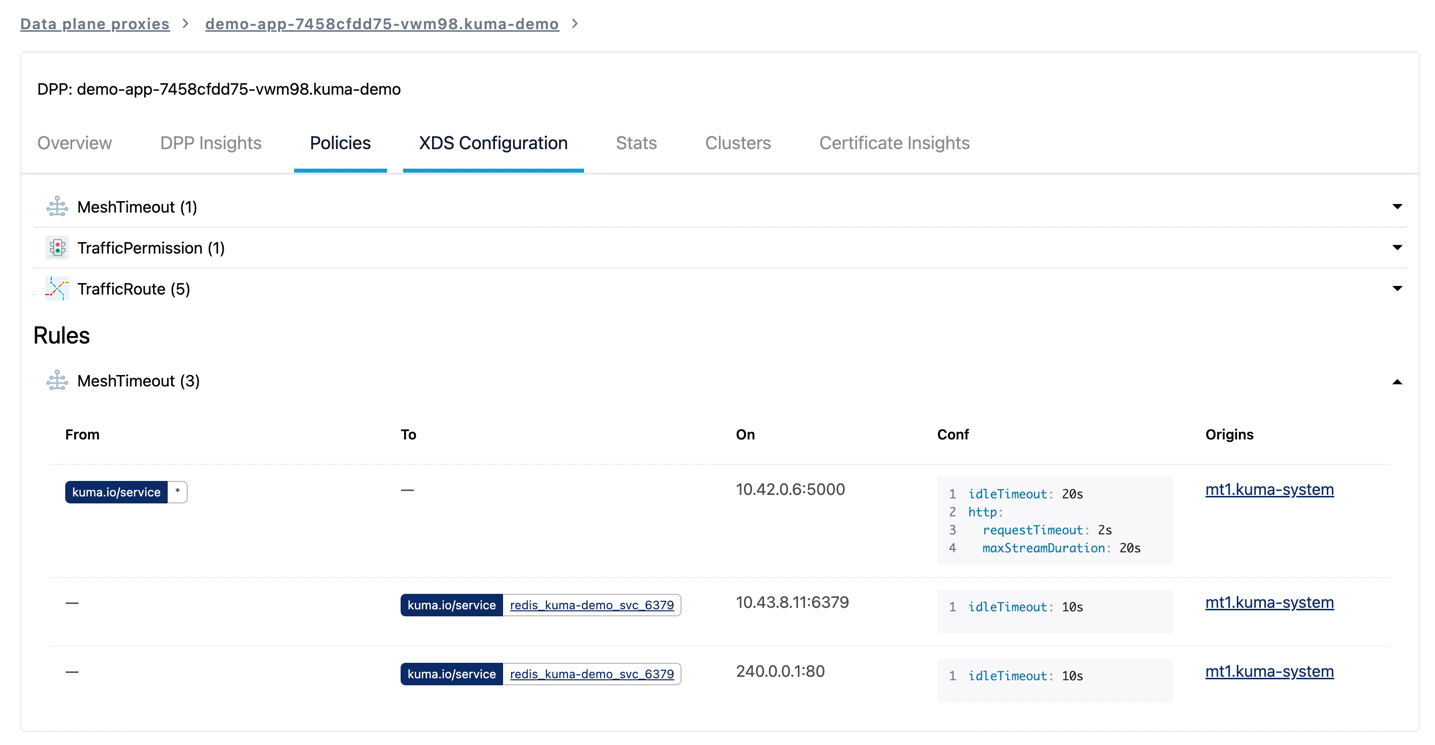 Data plane proxies > demo-app-7458cfdd75-vwm98.kuma-demo >
DPP: demo-app-7458cfdd75-vwm98.kuma-demo
Overview DPP Insights Policies XDS Configuration Stats Clusters Certificate Insights
MeshTimeout (1)
TrafficPermission (1)
TrafficRoute (5)
Rules
MeshTimeout (3)
From To On Conf Origins
kuma.io/service * — 10.42.0.6:5000 1 idleTimeout: 20s mt1.kuma-system
2 http:
3 requestTimeout: 2s
4 maxStreamDuration: 20s
— kuma.io/service redis_kuma-demo_svc_6379 10.43.8.11:6379 1 idleTimeout: 10s mt1.kuma-system
— kuma.io/service redis_kuma-demo_svc_6379 240.0.0.1:80 1 idleTimeout: 10s mt1.kuma-system